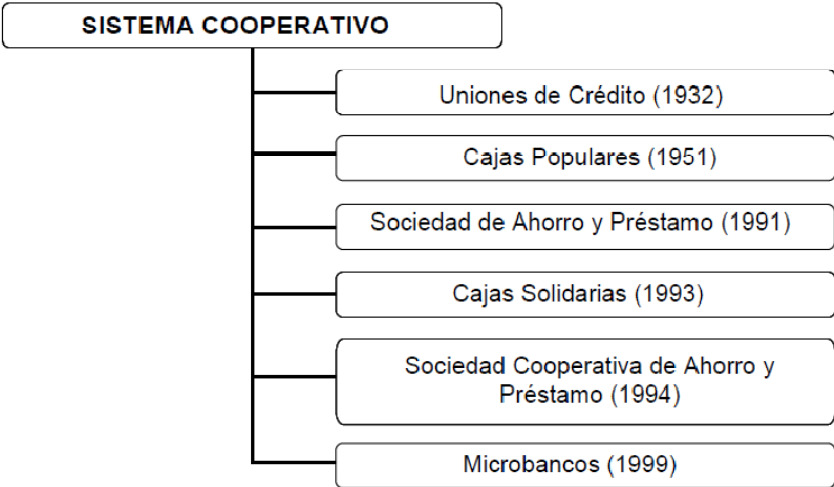 SISTEMA COOPERATIVO
Uniones de Crédito (1932)
Cajas Populares (1951)
Sociedad de Ahorro y Préstamo (1991)
Cajas Solidarias (1993)
Sociedad Cooperativa de Ahorro y
Préstamo (1994)
Microbancos (1999)